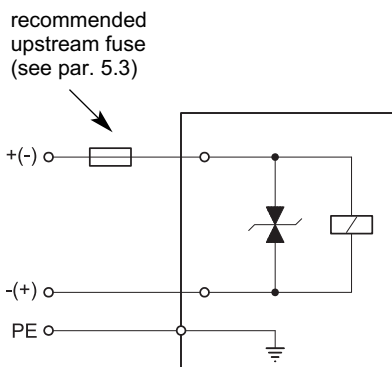 recommended
upstream fuse
(see par. 5.3)
+(-)
-(+)
PE